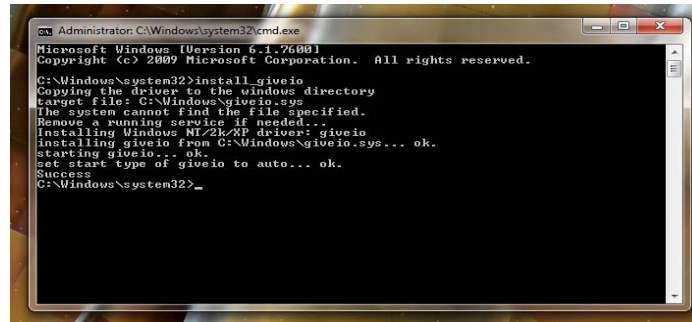 Administrator: C:\Windows\system32\cmd.exe
Microsoft Windows [Version 6.1.7600]
Copyright (c) 2009 Microsoft Corporation.  All rights reserved.
C:\Windows\system32>install_giveio
Copying the driver to the windows directory
target file: C:\Windows\giveio.sys
The system cannot find the file specified.
Remove a running service if needed...
Installing Windows NT/2k/XP driver: giveio
installing giveio from C:\Windows\giveio.sys... ok.
starting giveio... ok.
set start type of giveio to auto... ok.
Success
C:\Windows\system32>_